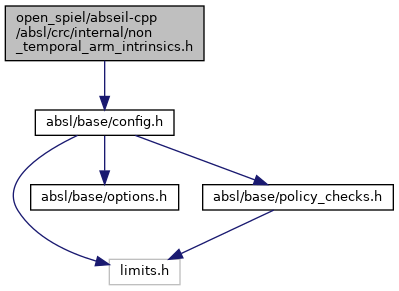 open_spiel/abseil-cpp
/absl/crc/internal/non
_temporal_arm_intrinsics.h
absl/base/config.h
absl/base/options.h
absl/base/policy_checks.h
limits.h